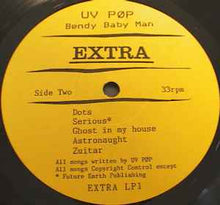 UV PØP
Bendy Baby Man
EXTRA
Side Two
33rpm
Dots
Serious*
Ghost in my house
Astronaught
Zuitar
All songs written by UV PØP
All songs Copyright Control except
* Future Earth Publishing
EXTRA LP1